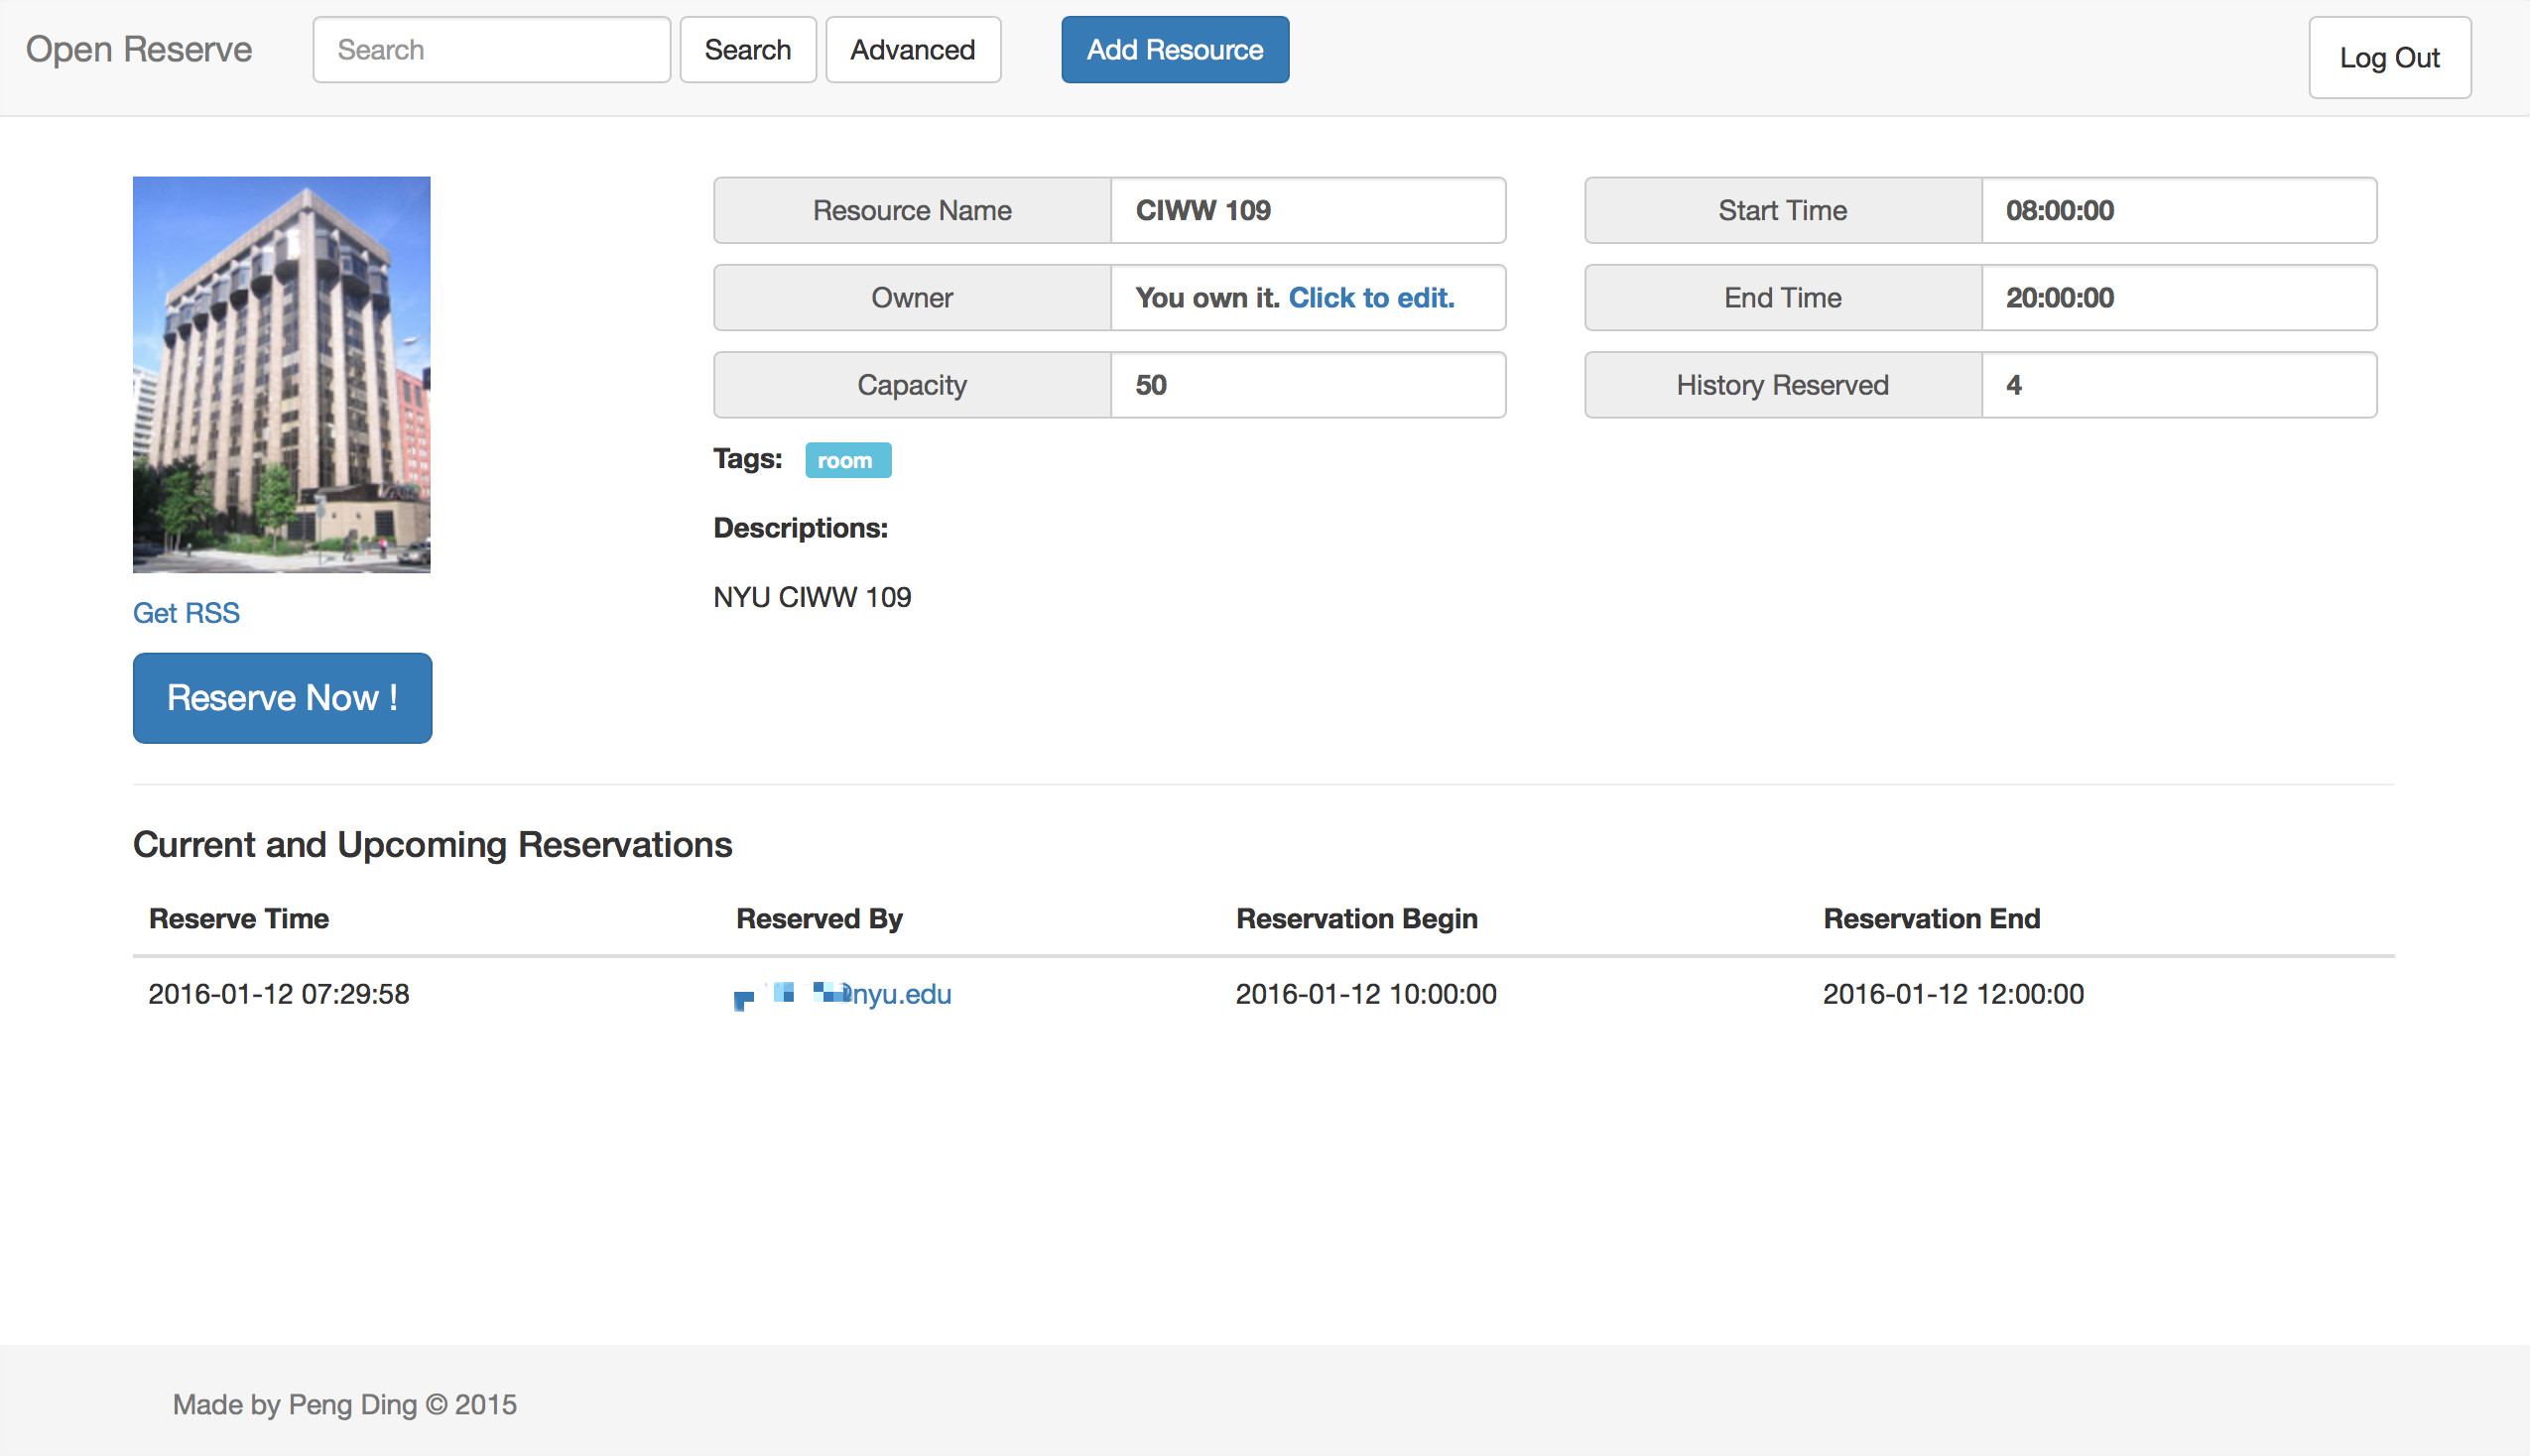 Open Reserve Search Search Advanced Add Resource Log Out
Resource Name CIWW 109 Start Time 08:00:00
Owner You own it. Click to edit. End Time 20:00:00
Capacity 50 History Reserved 4
Tags: room
Descriptions:
NYU CIWW 109
Get RSS
Reserve Now !
Current and Upcoming Reservations
Reserve Time Reserved By Reservation Begin Reservation End
2016-01-12 07:29:58 nyu.edu 2016-01-12 10:00:00 2016-01-12 12:00:00
Made by Peng Ding © 2015